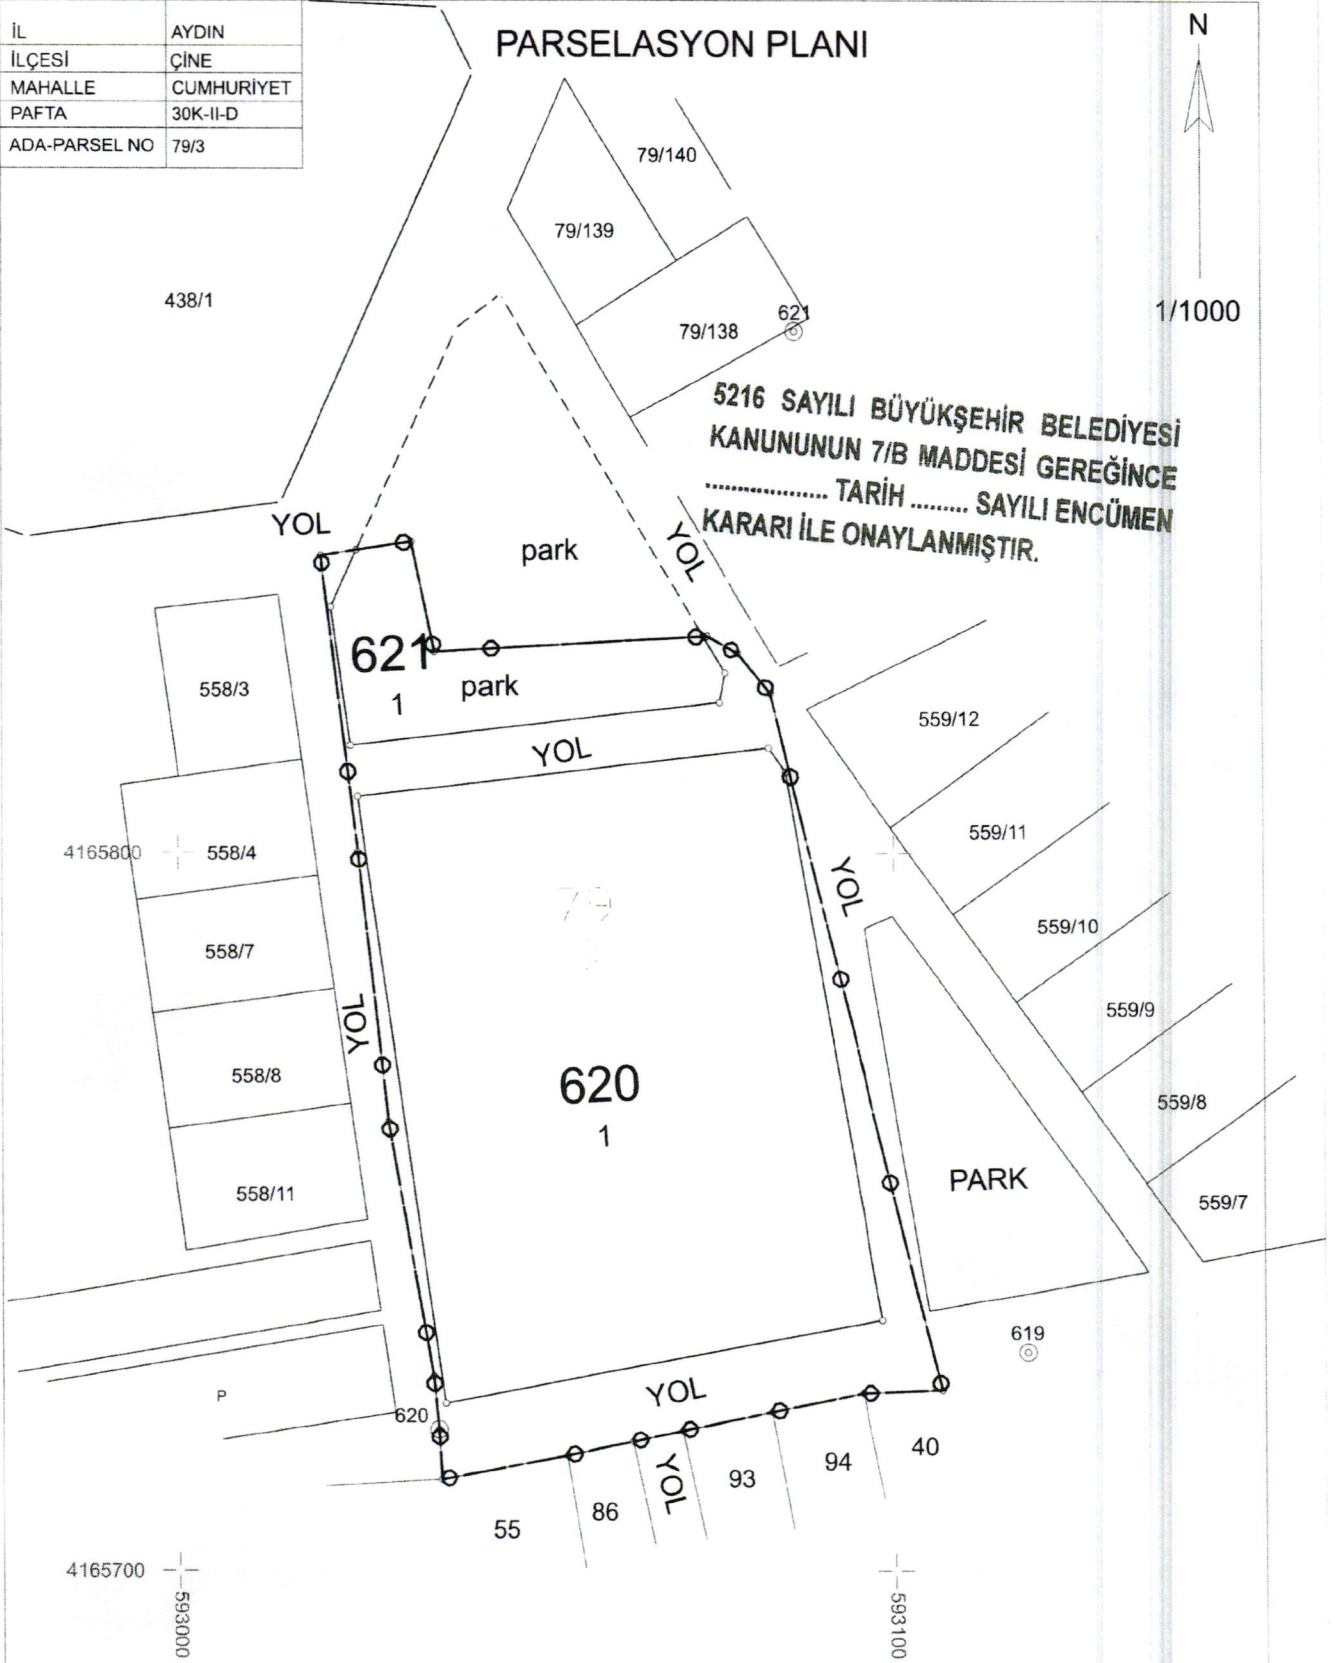 İL AYDIN
İLÇESİ ÇİNE
MAHALLE CUMHURİYET
PAFTA 30K-II-D
ADA-PARSEL NO 79/3
PARSELASYON PLANI
N
1/1000
79/140
79/139
79/138
621
438/1
5216 SAYILI BÜYÜKŞEHİR BELEDİYESİ
KANUNUNUN 7/B MADDESİ GEREĞİNCE
.................. TARİH ......... SAYILI ENCÜMEN
KARARI İLE ONAYLANMIŞTIR.
YOL
park
YOL
621
1
park
558/3
559/12
YOL
559/11
4165800
558/4
YOL
79
559/10
558/7
559/9
YOL
558/8
620
1
559/8
558/11
PARK
559/7
619
P
620
YOL
40
94
93
YOL
86
55
4165700
593000
593100